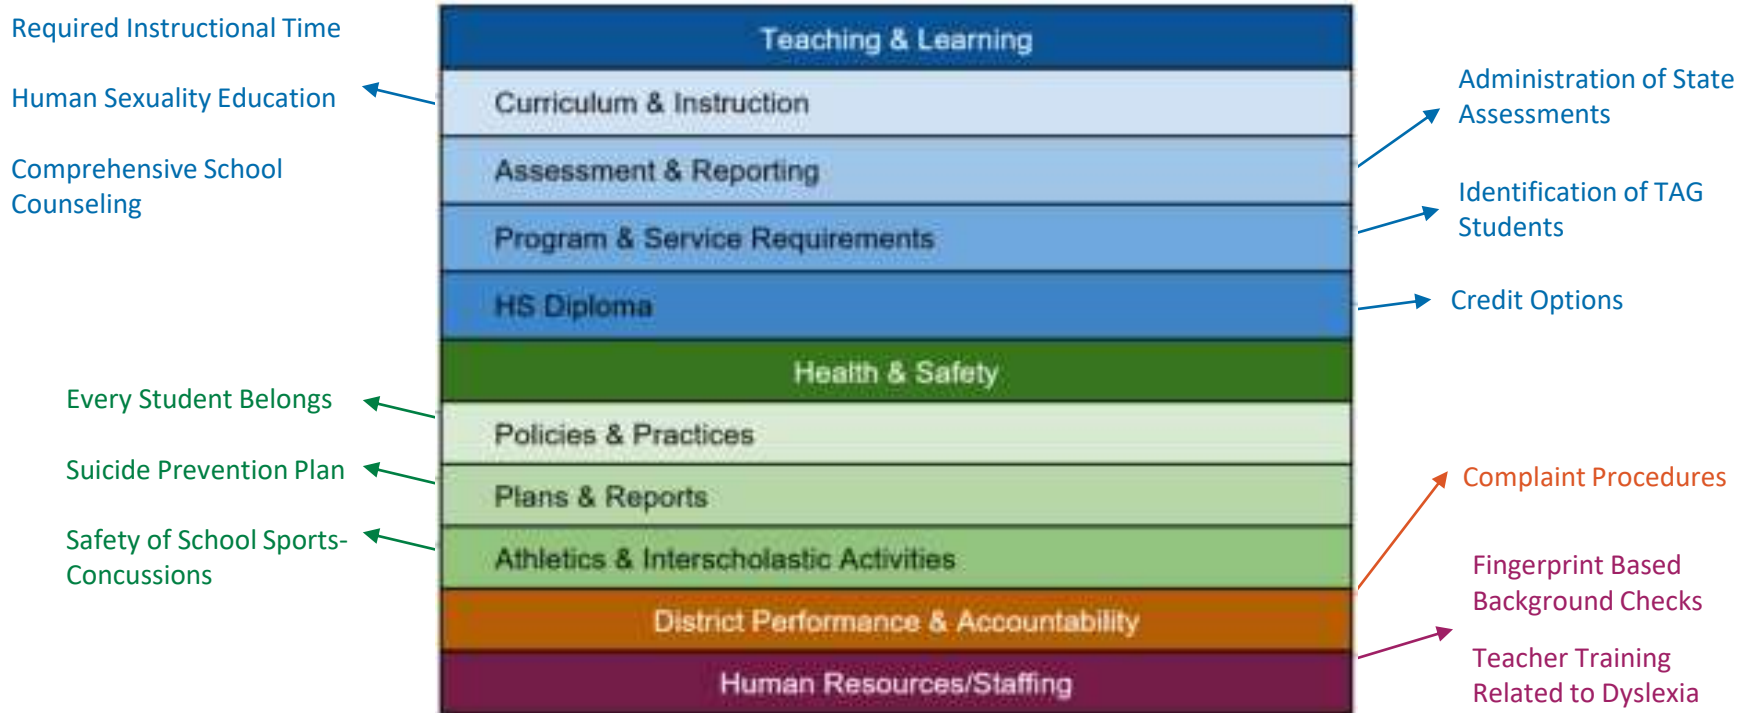 Required Instructional Time
Human Sexuality Education
Comprehensive School
Counseling
Every Student Belongs
Suicide Prevention Plan
Safety of School Sports-
Concussions
Teaching & Learning
Curriculum & Instruction
Assessment & Reporting
Program & Service Requirements
HS Diploma
Health & Safety
Policies & Practices
Plans & Reports
Athletics & Interscholastic Activities
District Performance & Accountability
Human Resources/Staffing
Administration of State
Assessments
Identification of TAG
Students
Credit Options
Complaint Procedures
Fingerprint Based
Background Checks
Teacher Training
Related to Dyslexia